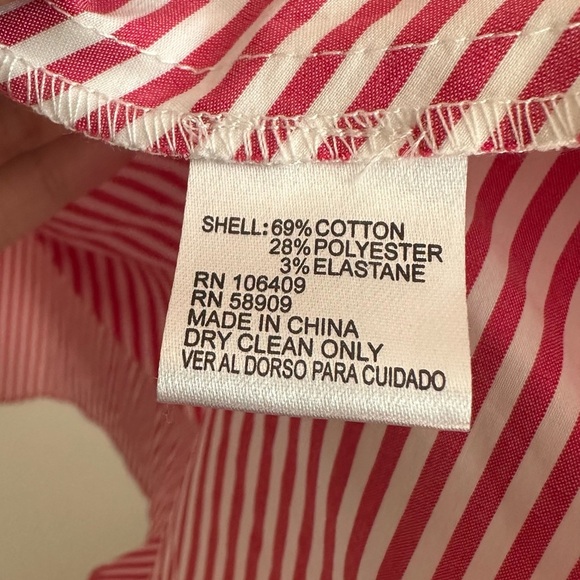 SHELL: 69% COTTON
28% POLYESTER
3% ELASTANE
RN 106409
RN 58909
MADE IN CHINA
DRY CLEAN ONLY
VER AL DORSO PARA CUIDADO